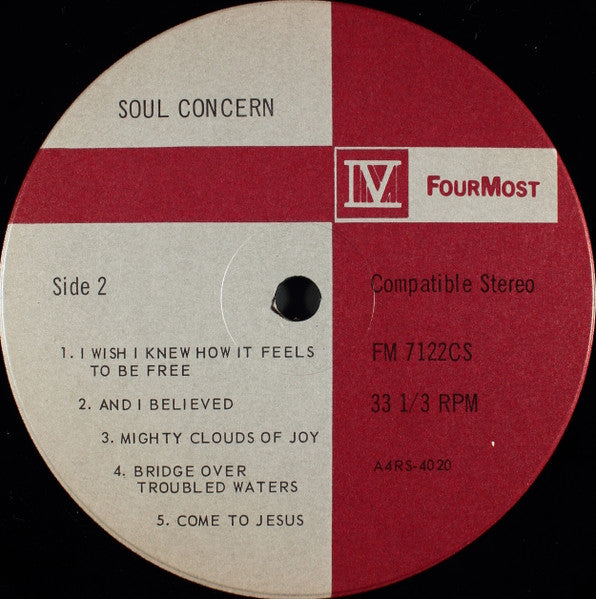 SOUL CONCERN
IV FOURMOST
Side 2
Compatible Stereo
1. I WISH I KNEW HOW IT FEELS
TO BE FREE
FM 7122CS
2. AND I BELIEVED
33 1/3 RPM
3. MIGHTY CLOUDS OF JOY
4. BRIDGE OVER
TROUBLED WATERS
A4RS-4020
5. COME TO JESUS